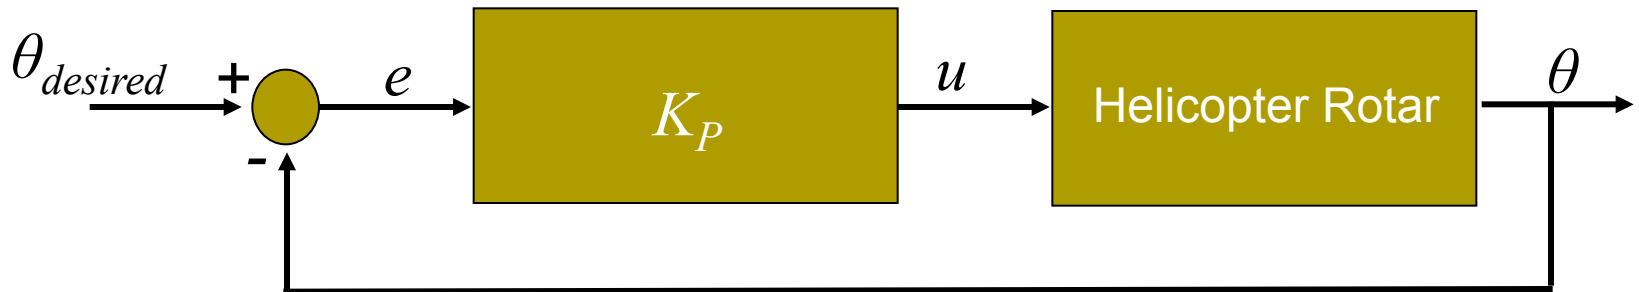 θdesired
+
-
e
KP
u
Helicopter Rotar
θ